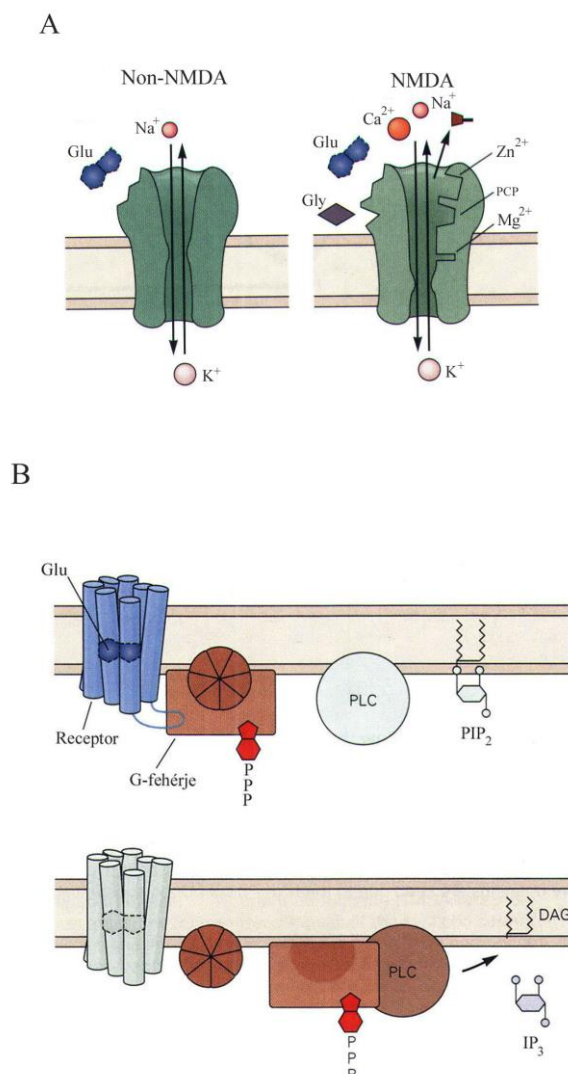 A
Non-NMDA
NMDA
Na⁺
Glu
K⁺
Na⁺
Ca²⁺
Glu
Gly
Zn²⁺
PCP
Mg²⁺
K⁺
B
Glu
Receptor
G-fehérje
P
P
P
PLC
PIP₂
PLC
DAG
IP₃
P
P
P